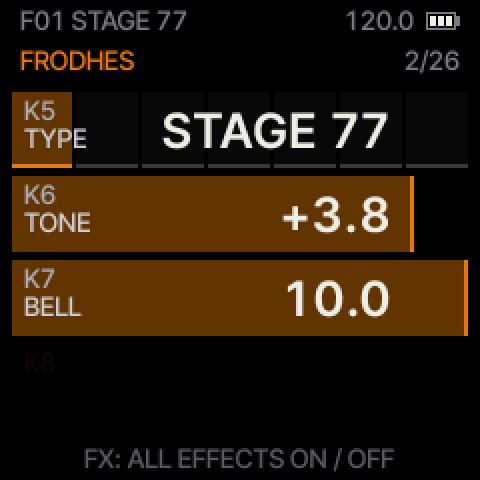 F01 STAGE 77 120.0
FRODHES 2/26
K5
TYPE STAGE 77
K6
TONE +3.8
K7
BELL 10.0
K8
FX: ALL EFFECTS ON / OFF